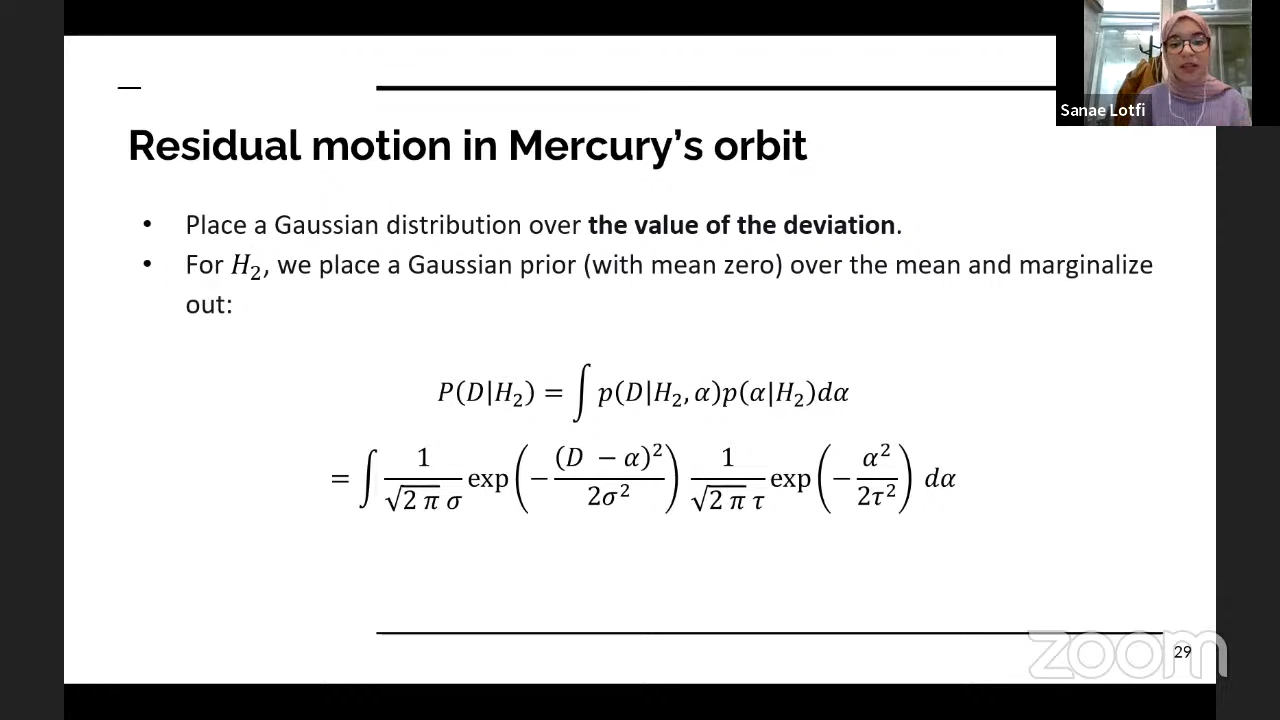 Sanae Lotfi
Residual motion in Mercury's orbit
• Place a Gaussian distribution over the value of the deviation.
• For H₂, we place a Gaussian prior (with mean zero) over the mean and marginalize
out:
P(D|H₂) = ∫ p(D|H₂, α)p(α|H₂)dα
= ∫ 1/(√(2 π) σ) exp(−(D − α)²/(2σ²)) 1/(√(2 π) τ) exp(−α²/(2τ²)) dα
zoom
29